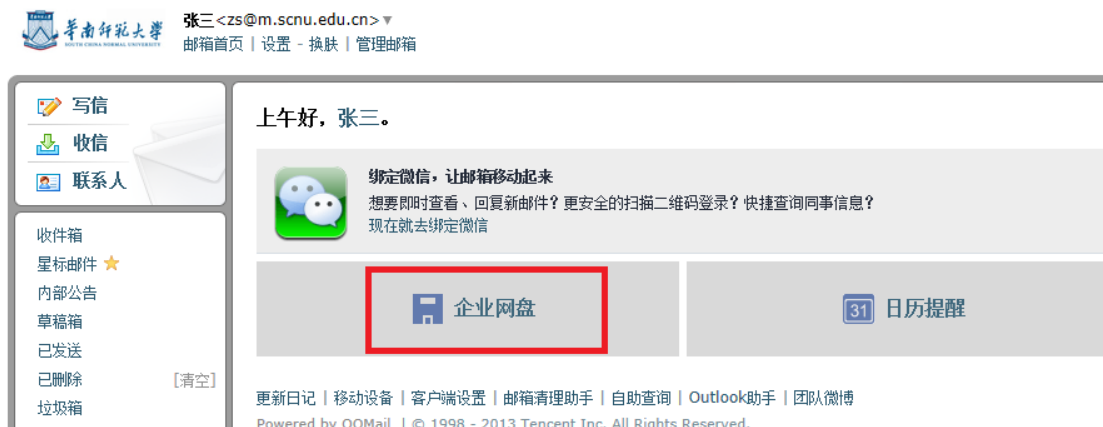 华南师范大学
SOUTH CHINA NORMAL UNIVERSITY
张三<zs@m.scnu.edu.cn>▼
邮箱首页 | 设置 - 换肤 | 管理邮箱
写信
收信
联系人
收件箱
星标邮件
内部公告
草稿箱
已发送
已删除 [清空]
垃圾箱
上午好，张三。
绑定微信，让邮箱移动起来
想要即时查看、回复新邮件？更安全的扫描二维码登录？快捷查询同事信息？
现在就去绑定微信
企业网盘
31 日历提醒
更新日记 | 移动设备 | 客户端设置 | 邮箱清理助手 | 自助查询 | Outlook助手 | 团队微博
Powered by QQMail | © 1998 - 2013 Tencent Inc. All Rights Reserved.